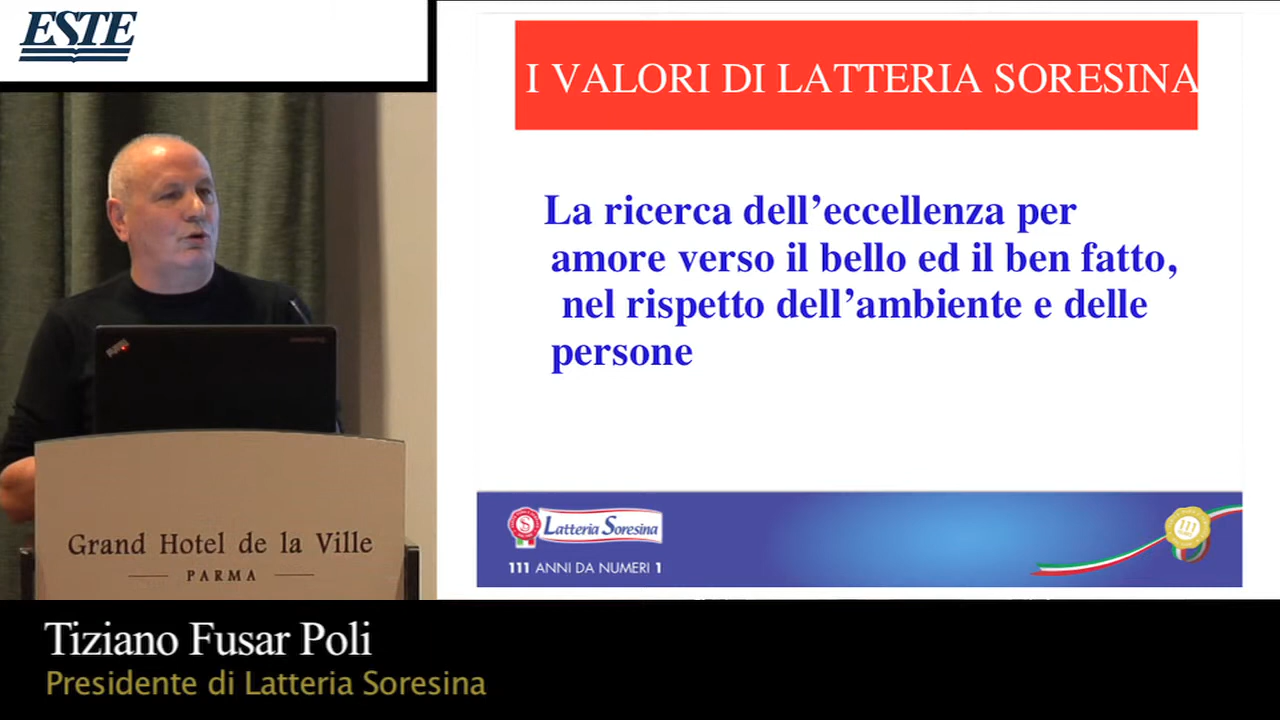 ESTE
I VALORI DI LATTERIA SORESINA
La ricerca dell’eccellenza per
amore verso il bello ed il ben fatto,
nel rispetto dell’ambiente e delle
persone
Latteria Soresina
111 ANNI DA NUMERI 1
111
Grand Hotel de la Ville
PARMA
Tiziano Fusar Poli
Presidente di Latteria Soresina